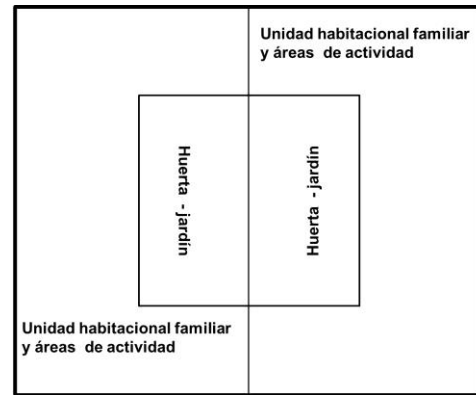 Unidad habitacional familiar
y áreas de actividad
Huerta - jardín
Huerta - jardín
Unidad habitacional familiar
y áreas de actividad